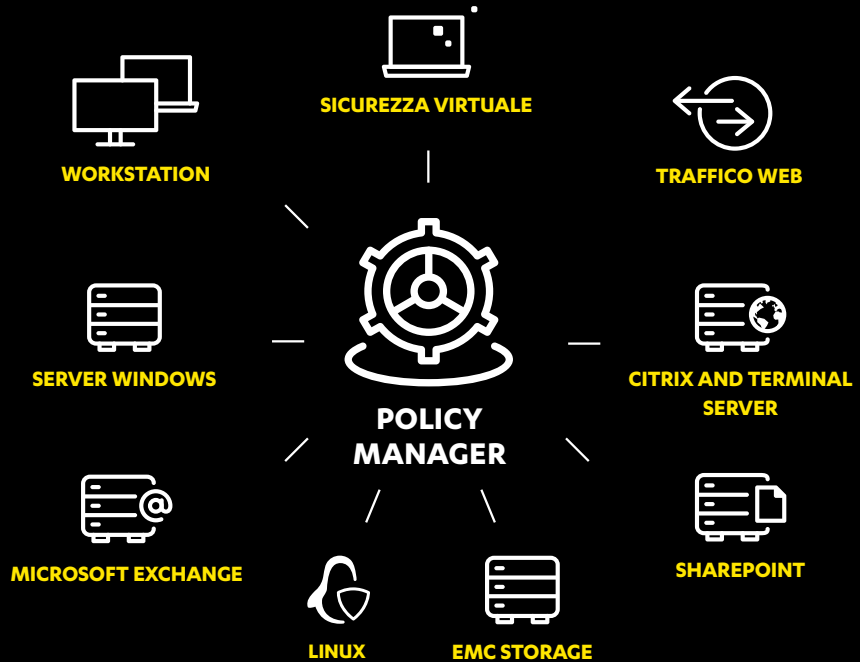 SICUREZZA VIRTUALE
WORKSTATION
TRAFFICO WEB
SERVER WINDOWS
CITRIX AND TERMINAL
SERVER
POLICY
MANAGER
@
MICROSOFT EXCHANGE
SHAREPOINT
LINUX
EMC STORAGE